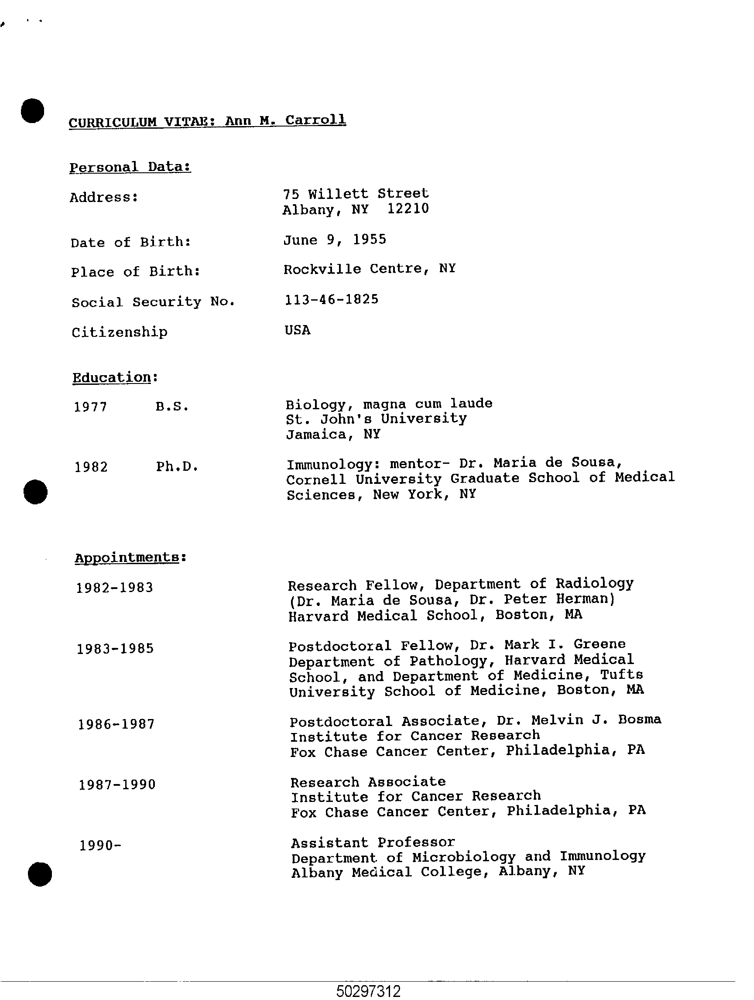 CURRICULUM VITAE: Ann M. Carroll
Personal Data:
Address: 75 Willett Street
Albany, NY 12210
Date of Birth: June 9, 1955
Place of Birth: Rockville Centre, NY
Social Security No. 113-46-1825
Citizenship USA
Education:
1977 B.S. Biology, magna cum laude
St. John's University
Jamaica, NY
1982 Ph.D. Immunology: mentor- Dr. Maria de Sousa,
Cornell University Graduate School of Medical
Sciences, New York, NY
Appointments:
1982-1983 Research Fellow, Department of Radiology
(Dr. Maria de Sousa, Dr. Peter Herman)
Harvard Medical School, Boston, MA
1983-1985 Postdoctoral Fellow, Dr. Mark I. Greene
Department of Pathology, Harvard Medical
School, and Department of Medicine, Tufts
University School of Medicine, Boston, MA
1986-1987 Postdoctoral Associate, Dr. Melvin J. Bosma
Institute for Cancer Research
Fox Chase Cancer Center, Philadelphia, PA
1987-1990 Research Associate
Institute for Cancer Research
Fox Chase Cancer Center, Philadelphia, PA
1990- Assistant Professor
Department of Microbiology and Immunology
Albany Medical College, Albany, NY
50297312